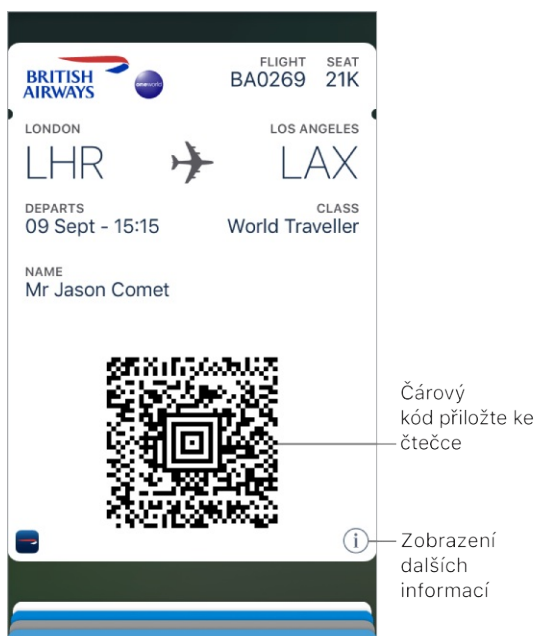 BRITISH
AIRWAYS
oneworld
FLIGHT SEAT
BA0269 21K
LONDON LOS ANGELES
LHR LAX
DEPARTS CLASS
09 Sept - 15:15 World Traveller
NAME
Mr Jason Comet
Čárový
kód přiložte ke
čtečce
Zobrazení
dalších
informací